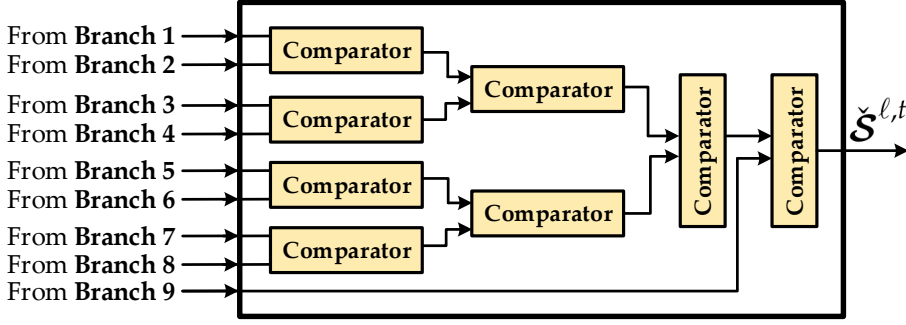 From Branch 1
From Branch 2
From Branch 3
From Branch 4
From Branch 5
From Branch 6
From Branch 7
From Branch 8
From Branch 9
Comparator
Comparator
Comparator
Comparator
Comparator
Comparator
Comparator
Comparator
Š^ℓ,t